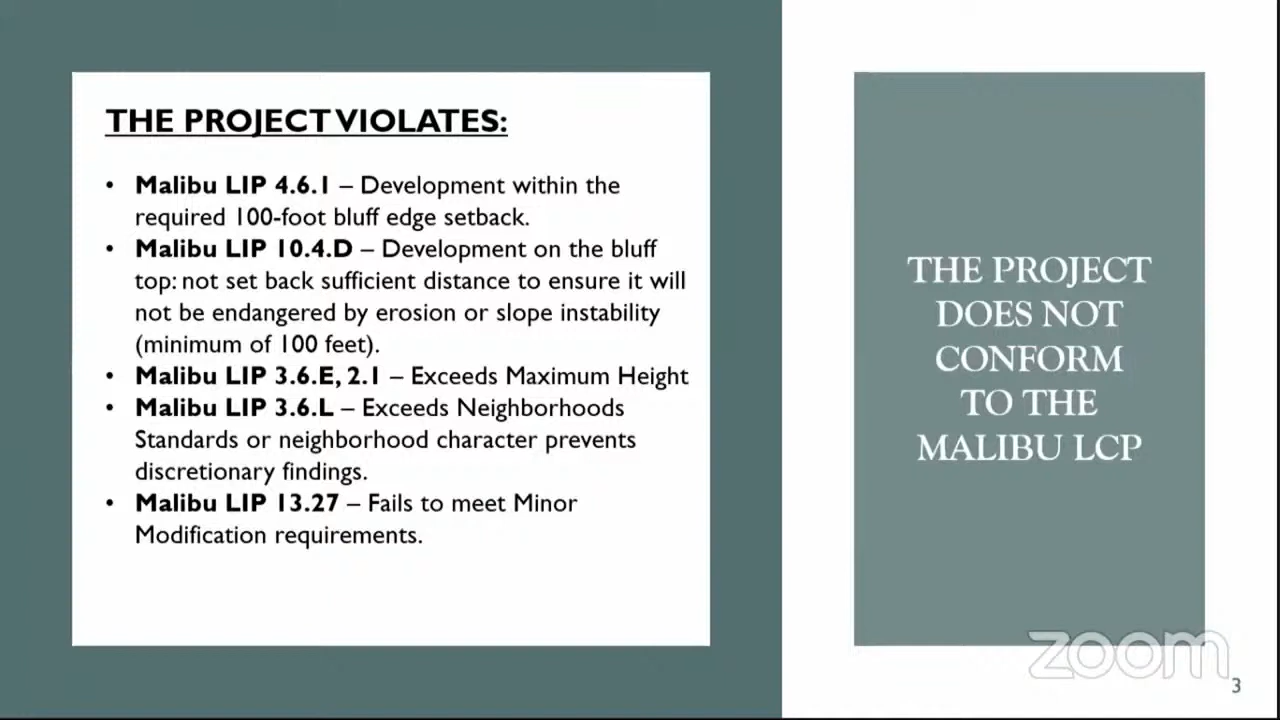 THE PROJECT VIOLATES:
• Malibu LIP 4.6.1 – Development within the
required 100-foot bluff edge setback.
• Malibu LIP 10.4.D – Development on the bluff
top: not set back sufficient distance to ensure it will
not be endangered by erosion or slope instability
(minimum of 100 feet).
• Malibu LIP 3.6.E, 2.1 – Exceeds Maximum Height
• Malibu LIP 3.6.L – Exceeds Neighborhoods
Standards or neighborhood character prevents
discretionary findings.
• Malibu LIP 13.27 – Fails to meet Minor
Modification requirements.
THE PROJECT
DOES NOT
CONFORM
TO THE
MALIBU LCP
zoom
3